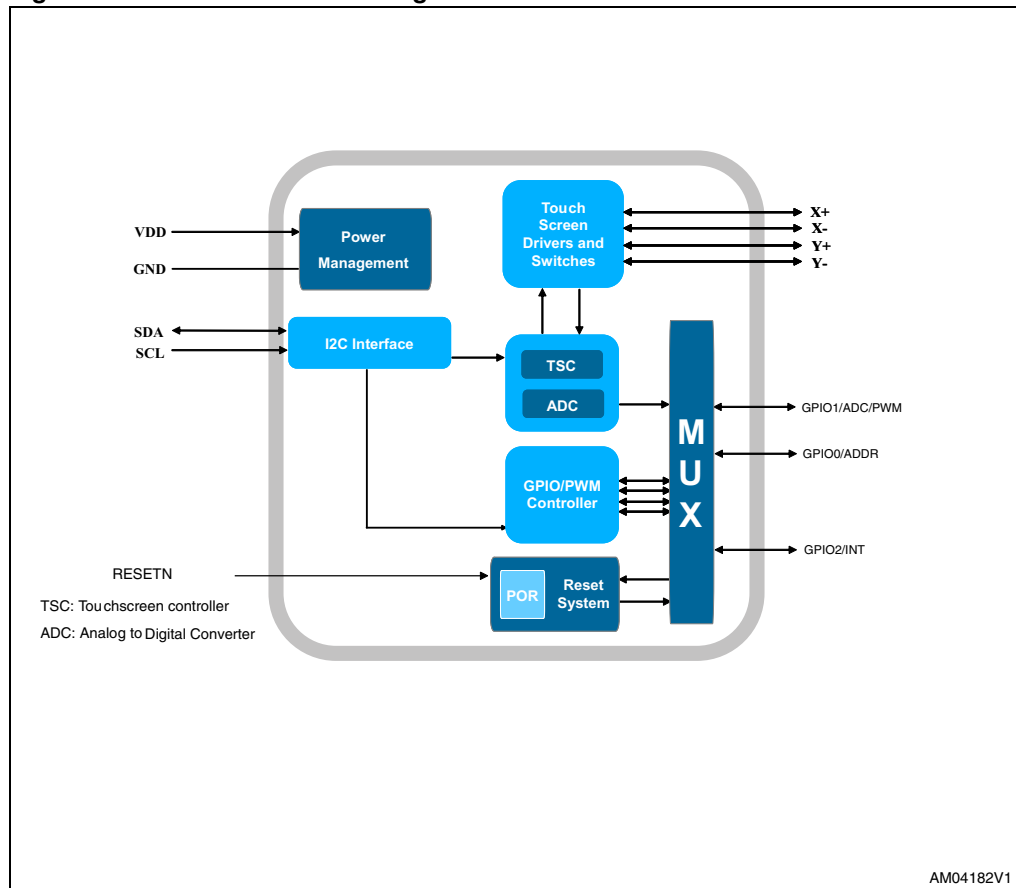 VDD
GND
SDA
SCL
Power
Management
I2C Interface
Touch
Screen
Drivers and
Switches
X+
X-
Y+
Y-
TSC
ADC
GPIO/PWM
Controller
POR
Reset
System
M
U
X
GPIO1/ADC/PWM
GPIO0/ADDR
GPIO2/INT
RESETN
TSC: Touchscreen controller
ADC: Analog to Digital Converter
AM04182V1